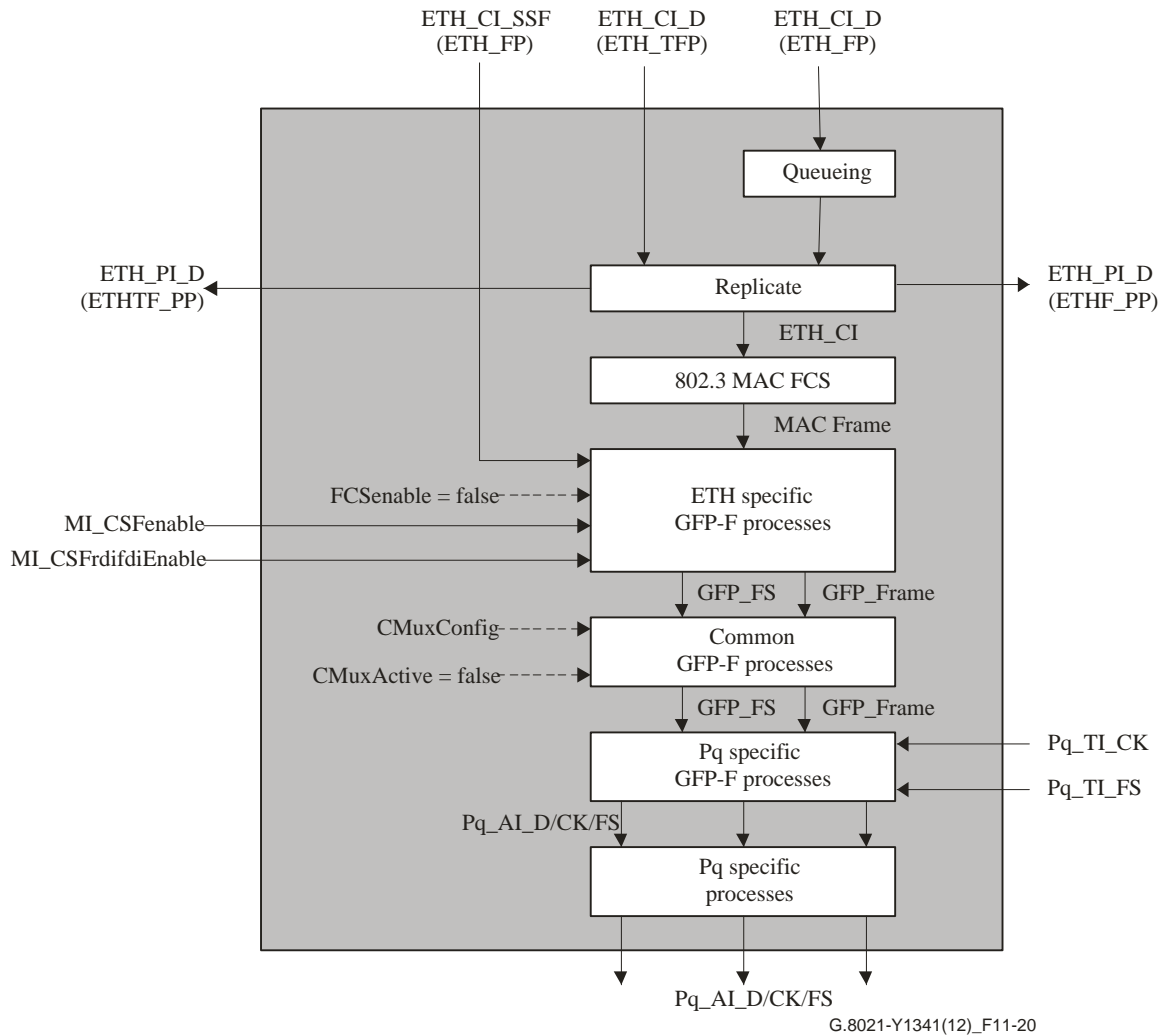 ETH_CI_SSF
(ETH_FP)
ETH_CI_D
(ETH_TFP)
ETH_CI_D
(ETH_FP)
Queueing
ETH_PI_D
(ETHTF_PP)
Replicate
ETH_PI_D
(ETHF_PP)
ETH_CI
802.3 MAC FCS
MAC Frame
FCSenable = false
ETH specific
GFP-F processes
MI_CSFenable
MI_CSFrdifdiEnable
GFP_FS
GFP_Frame
CMuxConfig
Common
GFP-F processes
CMuxActive = false
GFP_FS
GFP_Frame
Pq specific
GFP-F processes
Pq_TI_CK
Pq_TI_FS
Pq_AI_D/CK/FS
Pq specific
processes
Pq_AI_D/CK/FS
G.8021-Y1341(12)_F11-20